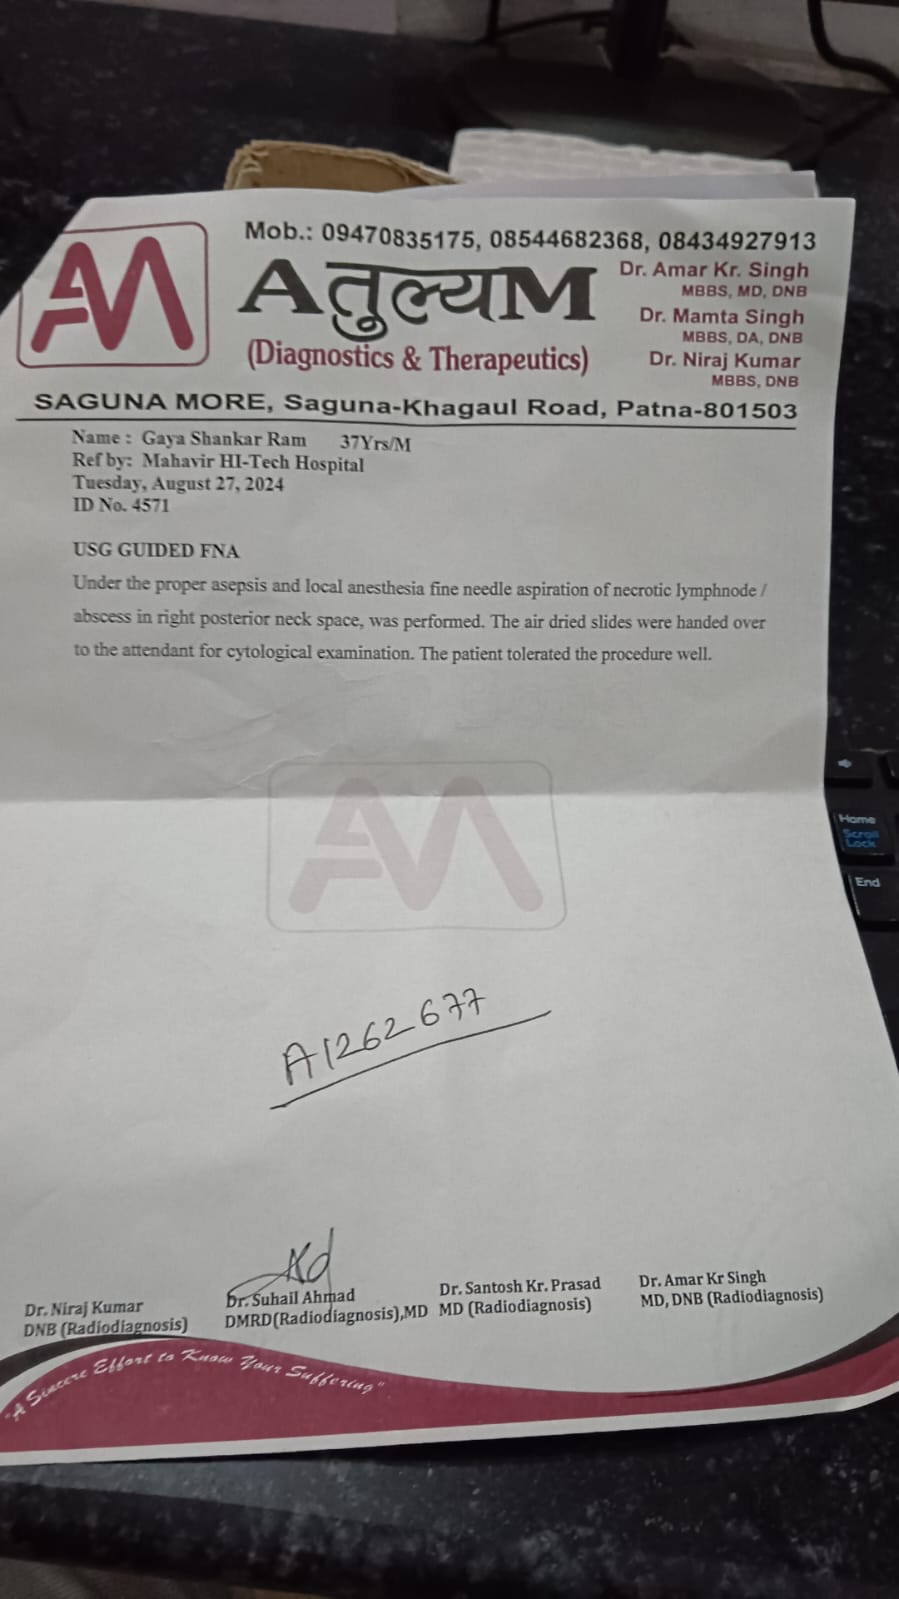 Mob.: 09470835175, 08544682368, 08434927913
AM
Aतुल्यM
(Diagnostics & Therapeutics)
Dr. Amar Kr. Singh
MBBS, MD, DNB
Dr. Mamta Singh
MBBS, DA, DNB
Dr. Niraj Kumar
MBBS, DNB
SAGUNA MORE, Saguna-Khagaul Road, Patna-801503
Name : Gaya Shankar Ram 37Yrs/M
Ref by: Mahavir HI-Tech Hospital
Tuesday, August 27, 2024
ID No. 4571
USG GUIDED FNA
Under the proper asepsis and local anesthesia fine needle aspiration of necrotic lymphnode /
abscess in right posterior neck space, was performed. The air dried slides were handed over
to the attendant for cytological examination. The patient tolerated the procedure well.
AM
A1262677
Dr. Niraj Kumar
DNB (Radiodiagnosis)
Dr. Suhail Ahmad
DMRD(Radiodiagnosis),MD
Dr. Santosh Kr. Prasad
MD (Radiodiagnosis)
Dr. Amar Kr Singh
MD, DNB (Radiodiagnosis)
"A Sincere Effort to Know Your Suffering"
Home
Scroll
Lock
End